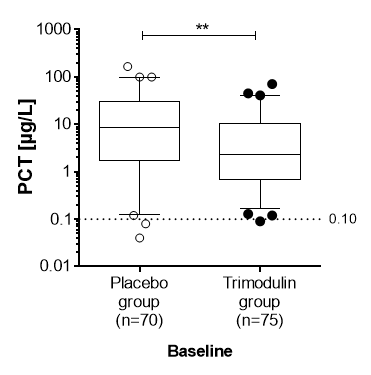 1000
**
100
10
1
0.1
0.10
0.01
PCT [µg/L]
Placebo
group
(n=70)
Trimodulin
group
(n=75)
Baseline